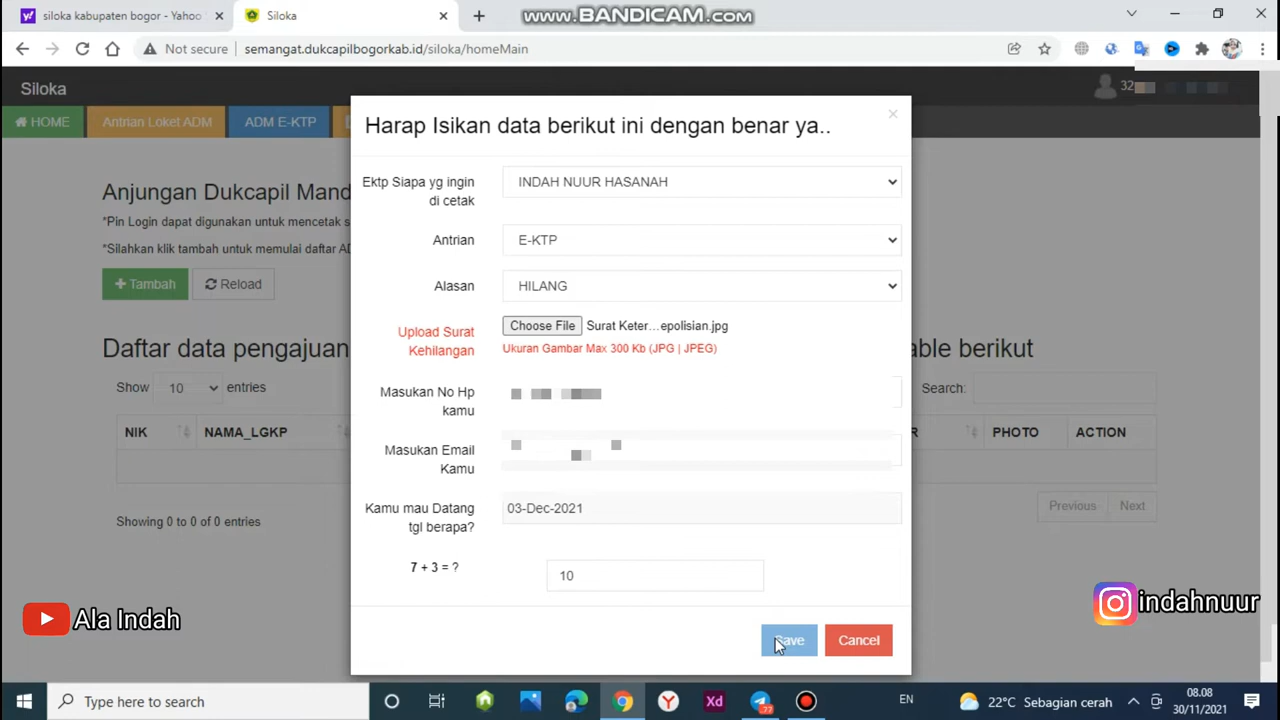 siloka kabupaten bogor - Yahoo
Siloka
www.BANDICAM.com
Not secure
semangat.dukcapilbogorkab.id/siloka/homeMain
Siloka
32
HOME
Antrian Loket ADM
ADM E-KTP
Harap Isikan data berikut ini dengan benar ya..
Anjungan Dukcapil Mand
*Pin Login dapat digunakan untuk mencetak s
*Silahkan klik tambah untuk memulai daftar AD
Tambah
Reload
Ektp Siapa yg ingin
di cetak
INDAH NUUR HASANAH
Antrian
E-KTP
Alasan
HILANG
Upload Surat
Kehilangan
Choose File
Surat Keter...epolisian.jpg
Ukuran Gambar Max 300 Kb (JPG | JPEG)
Daftar data pengajuan
able berikut
Show 10 entries
Search:
Masukan No Hp
kamu
NIK
NAMA_LGKP
R
PHOTO
ACTION
Masukan Email
Kamu
Showing 0 to 0 of 0 entries
Previous
Next
Kamu mau Datang
tgl berapa?
03-Dec-2021
7 + 3 = ?
10
Save
Cancel
Ala Indah
indahnuur
Type here to search
Xd
77
EN
22°C Sebagian cerah
08.08
30/11/2021